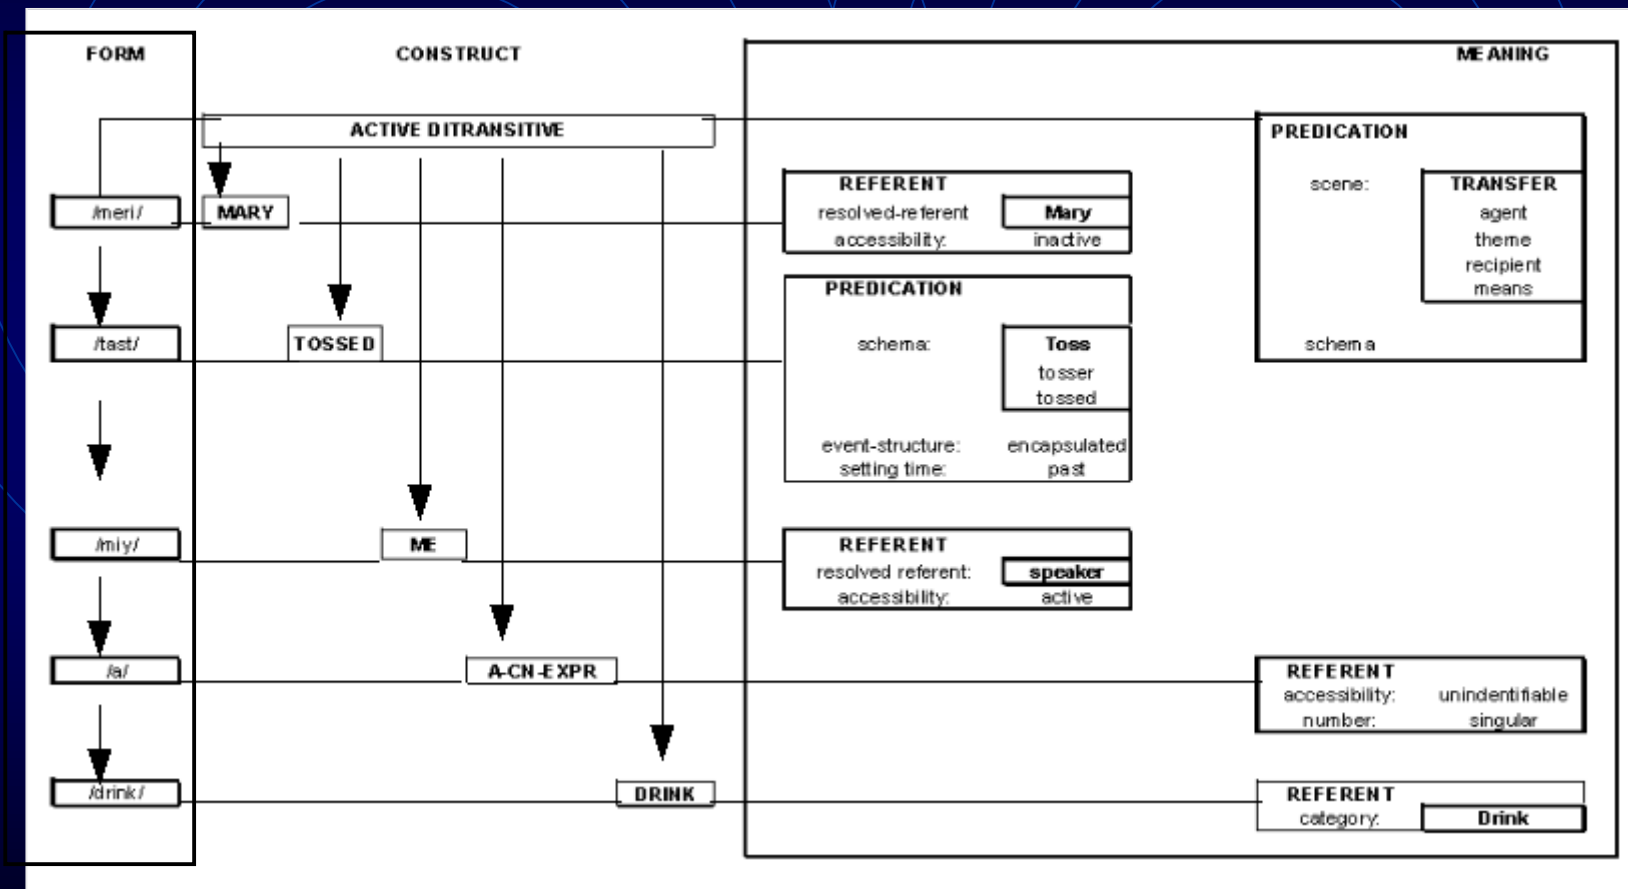 FORM
CONSTRUCT
MEANING
ACTIVE DITRANSITIVE
PREDICATION
scene: TRANSFER
agent
theme
recipient
means
schema
/meri/
MARY
REFERENT
resolved-referent Mary
accessibility: inactive
PREDICATION
/tast/
TOSSED
schema: Toss
tosser
tossed
event-structure: encapsulated
setting time: past
/miy/
ME
REFERENT
resolved referent: speaker
accessibility: active
/a/
A-CN-EXPR
REFERENT
accessibility: unindentifiable
number: singular
/drink/
DRINK
REFERENT
category: Drink